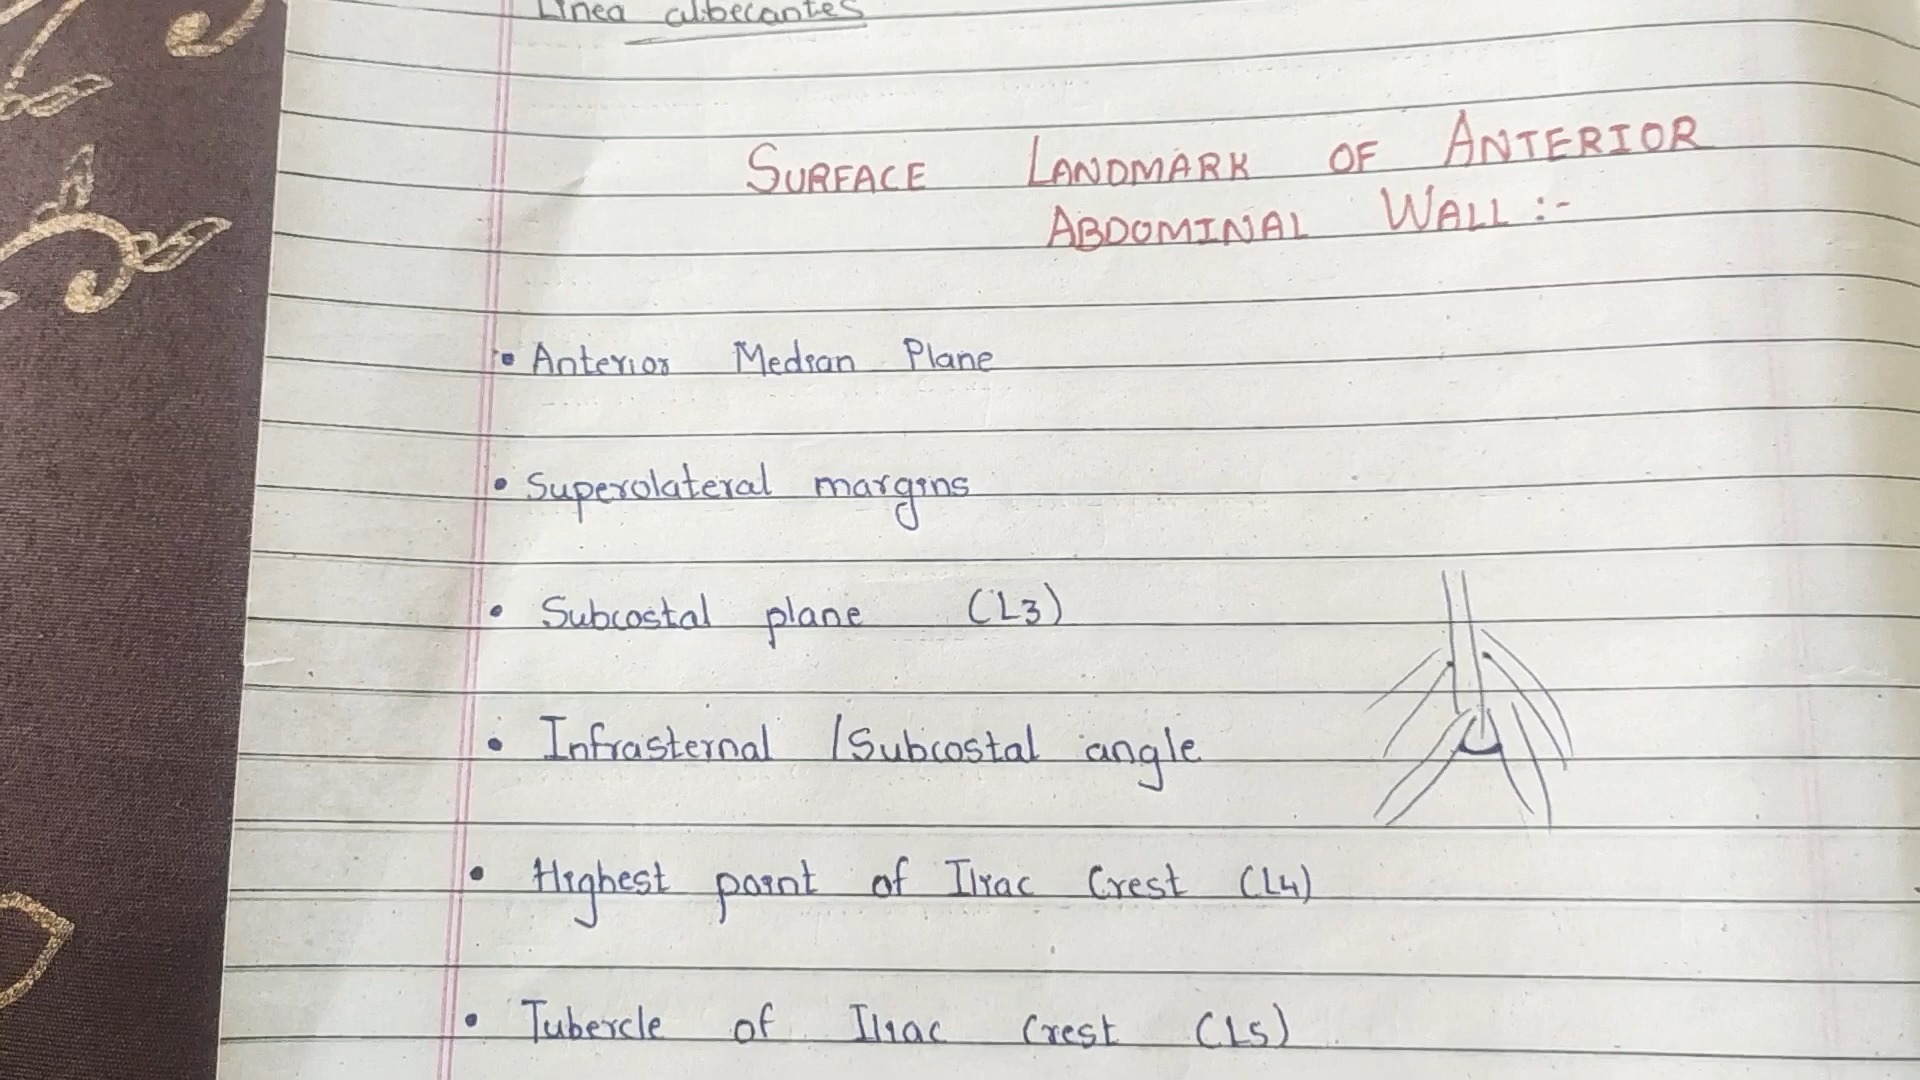 Linea albecantes
SURFACE LANDMARK OF ANTERIOR
ABDOMINAL WALL :-
• Anterior Median Plane
• Superolateral margins
• Subcostal plane (L3)
• Infrasternal / Subcostal angle
• Highest point of Iliac Crest (L4)
• Tubercle of Iliac Crest (L5)